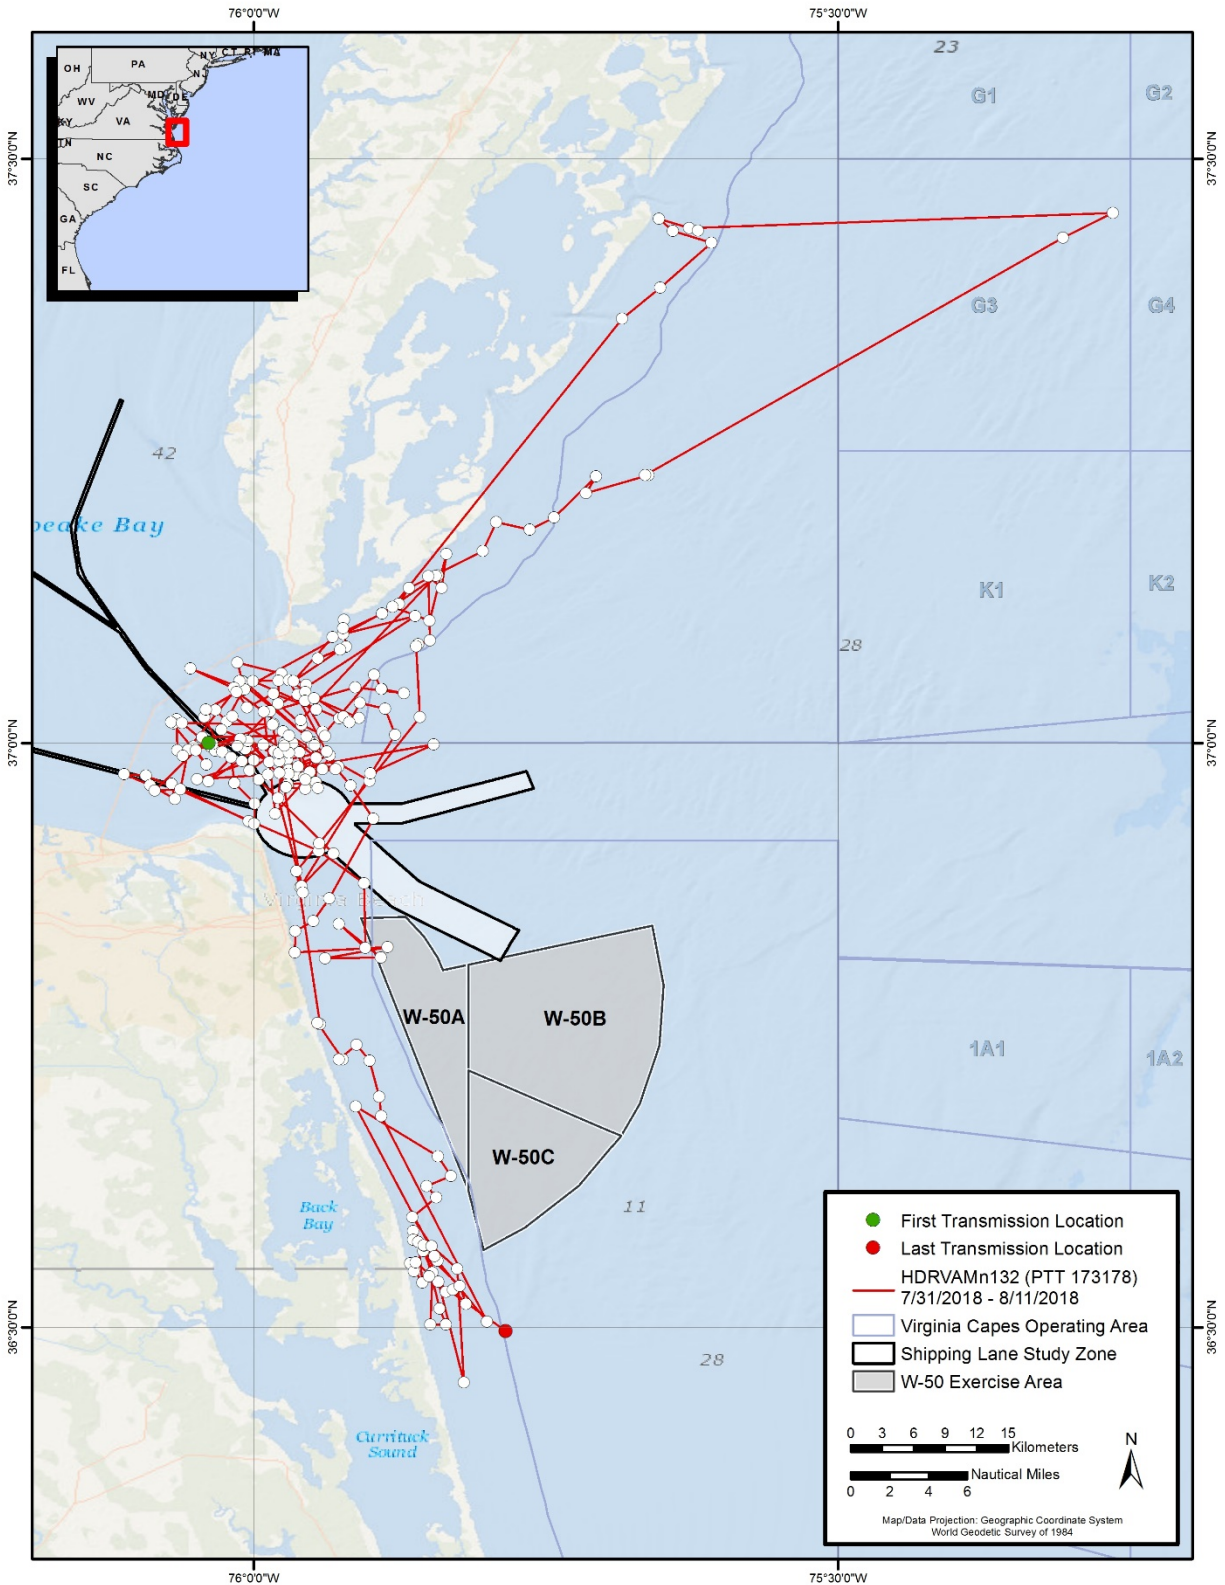 76°0'0"W
75°30'0"W
23
G1
G2
OH
PA
NY
CT
RI
MA
NJ
MD
DE
WV
VA
KY
TN
NC
SC
GA
FL
37°30'0"N
37°30'0"N
G3
G4
42
peake Bay
K1
K2
28
37°0'0"N
37°0'0"N
Virginia Beach
W-50A
W-50B
1A1
1A2
W-50C
Back
Bay
11
First Transmission Location
Last Transmission Location
HDRVAMn132 (PTT 173178)
7/31/2018 - 8/11/2018
Virginia Capes Operating Area
Shipping Lane Study Zone
W-50 Exercise Area
36°30'0"N
36°30'0"N
28
Currituck
Sound
0 3 6 9 12 15
Kilometers
N
Nautical Miles
0 2 4 6
Map/Data Projection: Geographic Coordinate System
World Geodetic Survey of 1984
76°0'0"W
75°30'0"W